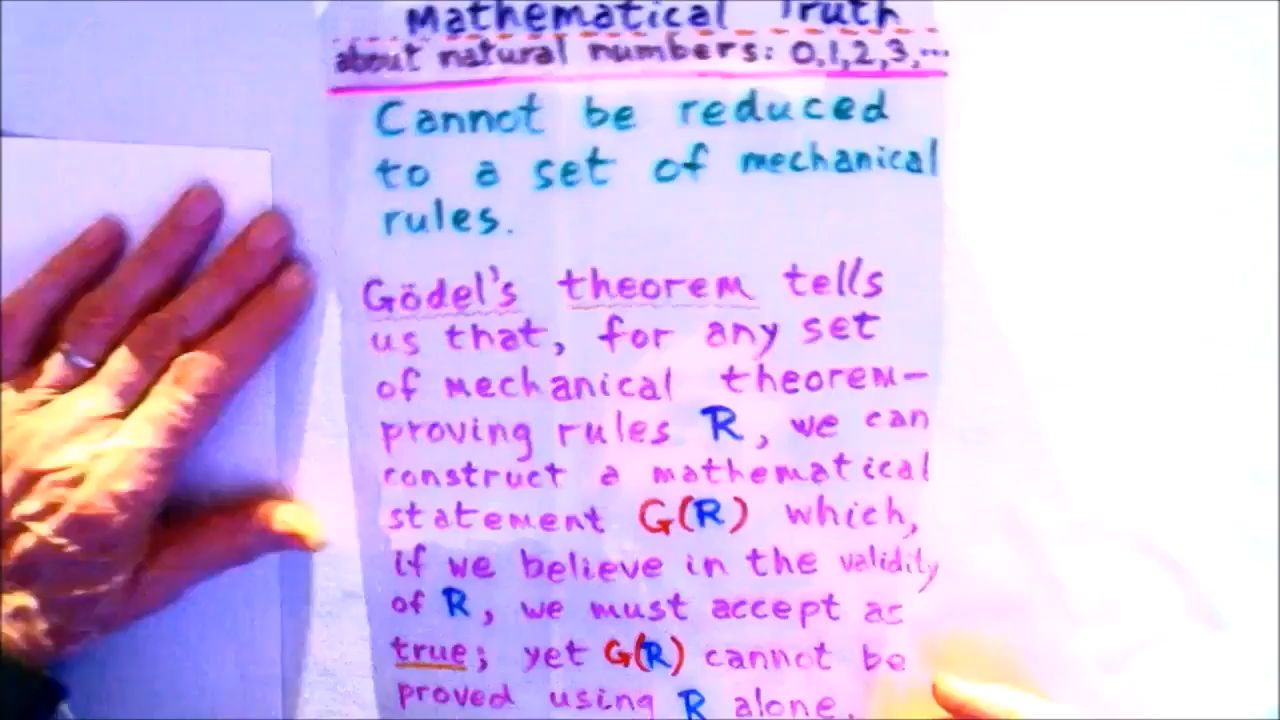 Mathematical Truth
about natural numbers: 0,1,2,3,...
Cannot be reduced
to a set of mechanical
rules.
Gödel's theorem tells
us that, for any set
of mechanical theorem-
proving rules R, we can
construct a mathematical
statement G(R) which,
if we believe in the validity
of R, we must accept as
true; yet G(R) cannot be
proved using R alone.